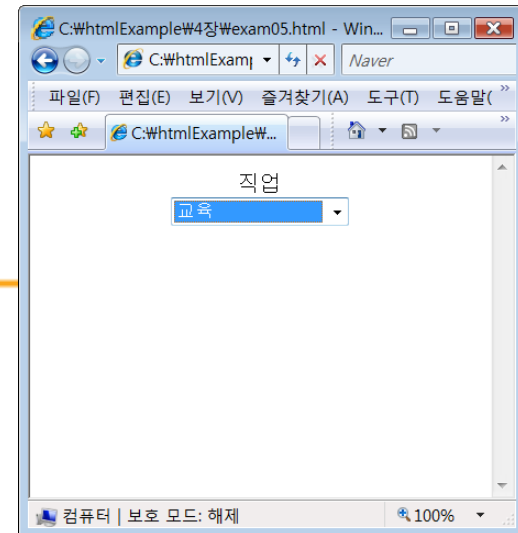 C:₩htmlExample₩4장₩exam05.html - Win...
C:₩htmlExamp Naver
파일(F) 편집(E) 보기(V) 즐겨찾기(A) 도구(T) 도움말(
C:₩htmlExample₩...
직업
교육
컴퓨터 | 보호 모드: 해제 100%